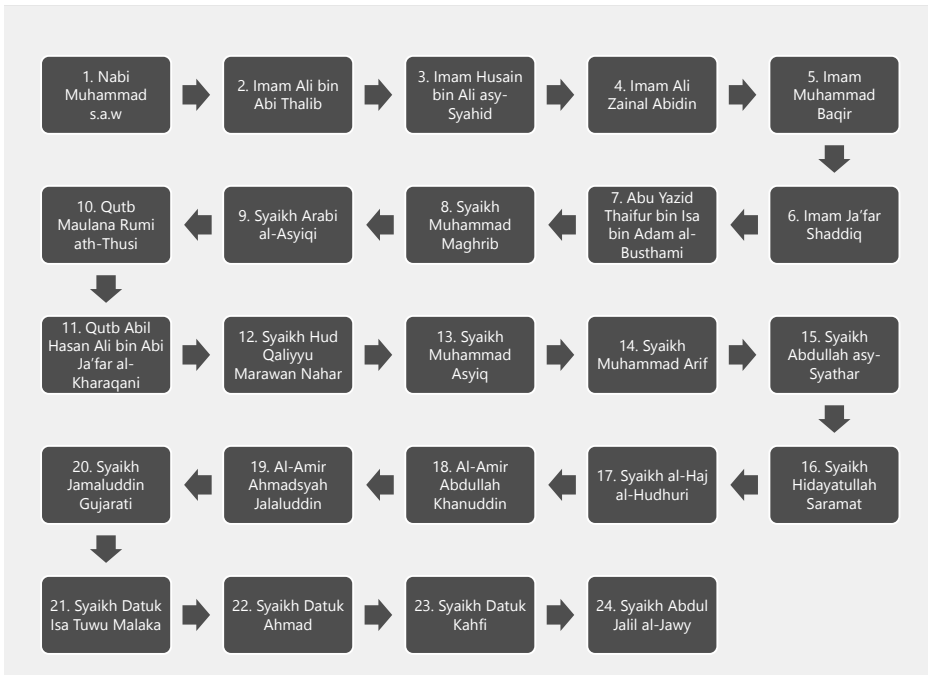 1. Nabi
Muhammad
s.a.w
2. Imam Ali bin
Abi Thalib
3. Imam Husain
bin Ali asy-
Syahid
4. Imam Ali
Zainal Abidin
5. Imam
Muhammad
Baqir
6. Imam Ja'far
Shaddiq
7. Abu Yazid
Thaifur bin Isa
bin Adam al-
Busthami
8. Syaikh
Muhammad
Maghrib
9. Syaikh Arabi
al-Asyiqi
10. Qutb
Maulana Rumi
ath-Thusi
11. Qutb Abil
Hasan Ali bin Abi
Ja'far al-
Kharaqani
12. Syaikh Hud
Qaliyyu
Marawan Nahar
13. Syaikh
Muhammad
Asyiq
14. Syaikh
Muhammad Arif
15. Syaikh
Abdullah asy-
Syathar
16. Syaikh
Hidayatullah
Saramat
17. Syaikh al-Haj
al-Hudhuri
18. Al-Amir
Abdullah
Khanuddin
19. Al-Amir
Ahmadsyah
Jalaluddin
20. Syaikh
Jamaluddin
Gujarati
21. Syaikh Datuk
Isa Tuwu Malaka
22. Syaikh Datuk
Ahmad
23. Syaikh Datuk
Kahfi
24. Syaikh Abdul
Jalil al-Jawy